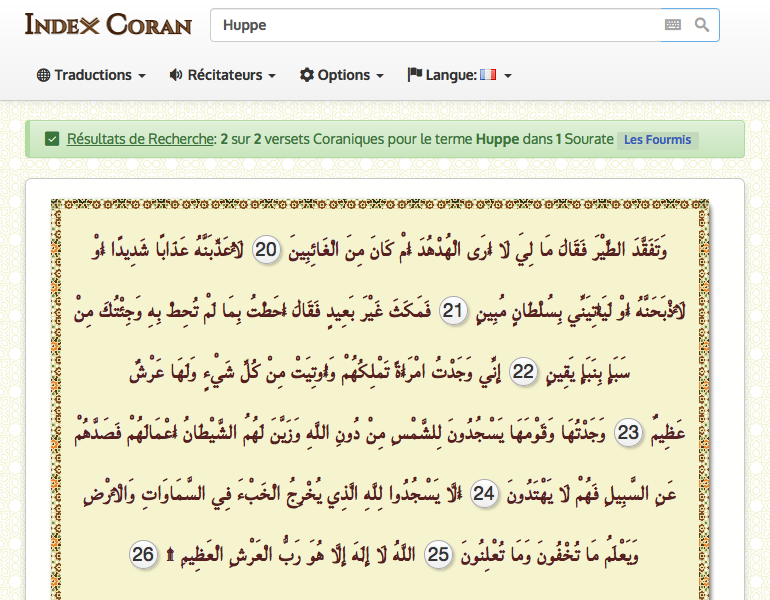 INDEX CORAN
Huppe
Traductions
Récitateurs
Options
Langue:
Résultats de Recherche: 2 sur 2 versets Coraniques pour le terme Huppe dans 1 Sourate Les Fourmis
وَتَفَقَّدَ الطَّيْرَ فَقَالَ مَا لِيَ لَا أَرَى الْهُدْهُدَ أَمْ كَانَ مِنَ الْغَائِبِينَ 20 لَأُعَذِّبَنَّهُ عَذَابًا شَدِيدًا أَوْ
لَأَذْبَحَنَّهُ أَوْ لَيَأْتِيَنِّي بِسُلْطَانٍ مُبِينٍ 21 فَمَكَثَ غَيْرَ بَعِيدٍ فَقَالَ أَحَطْتُ بِمَا لَمْ تُحِطْ بِهِ وَجِئْتُكَ مِنْ
سَبَإٍ بِنَبَإٍ يَقِينٍ 22 إِنِّي وَجَدْتُ امْرَأَةً تَمْلِكُهُمْ وَأُوتِيَتْ مِنْ كُلِّ شَيْءٍ وَلَهَا عَرْشٌ
عَظِيمٌ 23 وَجَدْتُهَا وَقَوْمَهَا يَسْجُدُونَ لِلشَّمْسِ مِنْ دُونِ اللَّهِ وَزَيَّنَ لَهُمُ الشَّيْطَانُ أَعْمَالَهُمْ فَصَدَّهُمْ
عَنِ السَّبِيلِ فَهُمْ لَا يَهْتَدُونَ 24 أَلَّا يَسْجُدُوا لِلَّهِ الَّذِي يُخْرِجُ الْخَبْءَ فِي السَّمَاوَاتِ وَالْأَرْضِ
وَيَعْلَمُ مَا تُخْفُونَ وَمَا تُعْلِنُونَ 25 اللَّهُ لَا إِلَهَ إِلَّا هُوَ رَبُّ الْعَرْشِ الْعَظِيمِ ۩ 26